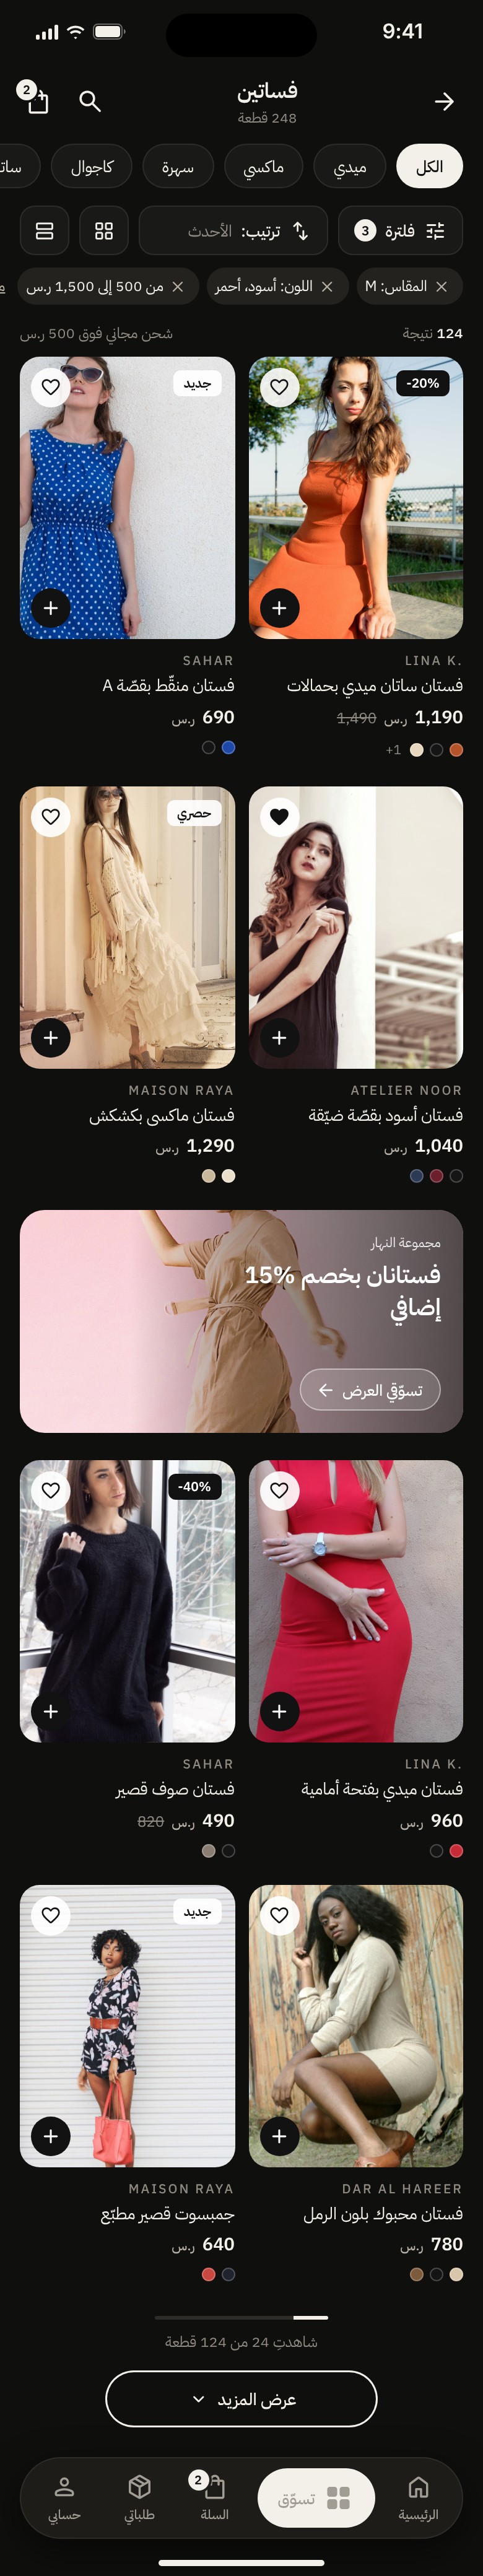 9:41
فساتين
248 قطعة
2
الكل
ميدي
ماكسي
سهرة
كاجوال
سات
فلترة 3
ترتيب: الأحدث
المقاس: M
اللون: أسود، أحمر
من 500 إلى 1,500 ر.س
124 نتيجة
شحن مجاني فوق 500 ر.س
-20%
LINA K.
فستان ساتان ميدي بحمالات
1,190 ر.س 1,490
+1
جديد
SAHAR
فستان منقّط بقصّة A
690 ر.س
ATELIER NOOR
فستان أسود بقصّة ضيّقة
1,040 ر.س
حصري
MAISON RAYA
فستان ماكسي بكشكش
1,290 ر.س
مجموعة النهار
فستانان بخصم 15%
إضافي
تسوّقي العرض
LINA K.
فستان ميدي بفتحة أمامية
960 ر.س
-40%
SAHAR
فستان صوف قصير
490 ر.س 820
DAR AL HAREER
فستان محبوك بلون الرمل
780 ر.س
جديد
MAISON RAYA
جمبسوت قصير مطبّع
640 ر.س
شاهدتِ 24 من 124 قطعة
عرض المزيد
الرئيسية
تسوّق
2
السلة
طلباتي
حسابي